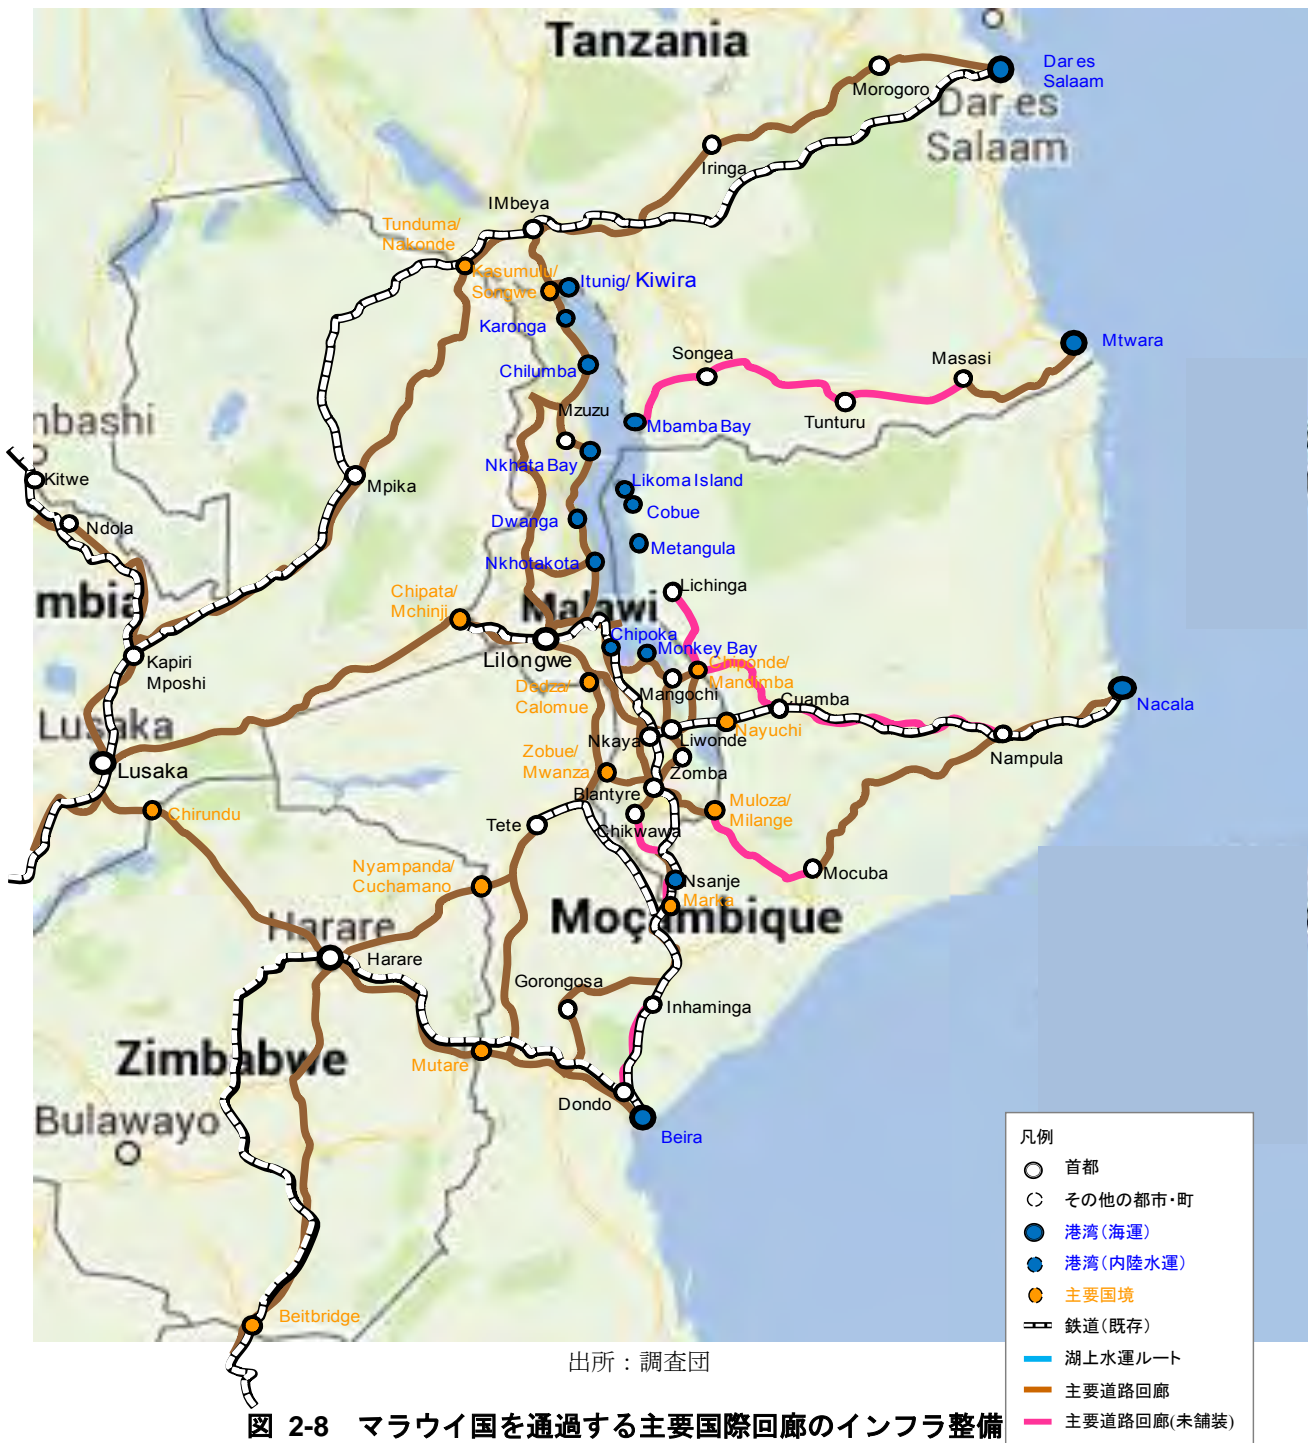 Tanzania
Dar es
Salaam
Morogoro
Dar es
Salaam
Iringa
IMbeya
Tunduma/
Nakonde
Kasumulu/
Songwe
Itunig/ Kiwira
Karonga
Mtwara
Songea
Masasi
Chilumba
Mzuzu
Tunturu
Mbamba Bay
nbashi
Nkhata Bay
Kitwe
Mpika
Likoma Island
Cobue
Dwanga
Ndola
Metangula
Nkhotakota
Chipata/
Mchinji
Lichinga
mbia
Malawi
Chipoka
Monkey Bay
Lilongwe
Kapiri
Mposhi
Chiponde/
Mandimba
Dedza/
Calomue
Mangochi
Cuamba
Nacala
Lusaka
Nkaya
Liwonde
Nayuchi
Nampula
Zobue/
Mwanza
Zomba
Lusaka
Blantyre
Muloza/
Milange
Chirundu
Tete
Chikwawa
Nyampanda/
Cuchamano
Nsanje
Mocuba
Marka
Moçambique
Harare
Harare
Gorongosa
Inhaminga
Zimbabwe
Mutare
Dondo
Bulawayo
Beira
Beitbridge
凡例
首都
その他の都市・町
港湾(海運)
港湾(内陸水運)
主要国境
鉄道(既存)
湖上水運ルート
主要道路回廊
主要道路回廊(未舗装)
出所：調査団
図 2-8 マラウイ国を通過する主要国際回廊のインフラ整備